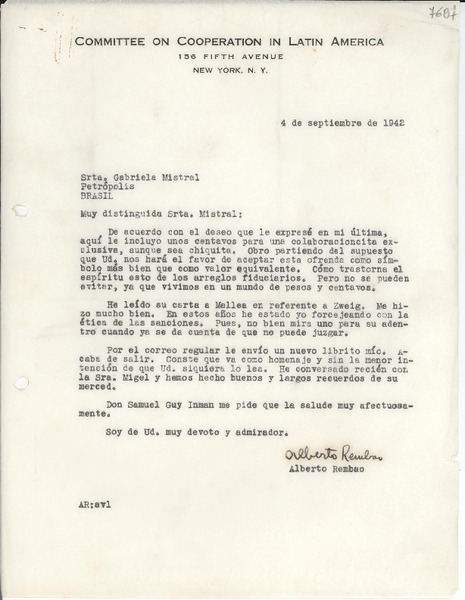 7687
COMMITTEE ON COOPERATION IN LATIN AMERICA
156 FIFTH AVENUE
NEW YORK, N. Y.
4 de septiembre de 1942
Srta. Gabriela Mistral
Petrópolis
BRASIL
Muy distinguida Srta. Mistral:
De acuerdo con el deseo que le expresé en mi última,
aquí le incluyo unos centavos para una colaboracioncita ex-
clusiva, aunque sea chiquita. Obro partiendo del supuesto
que Ud. nos hará el favor de aceptar esta ofrenda como sím-
bolo más bien que como valor equivalente. Cómo trastorna el
espíritu esto de los arreglos fiduciarios. Pero no se pueden
evitar, ya que vivimos en un mundo de pesos y centavos.
He leído su carta a Mallea en referente a Zweig. Me hi-
zo mucho bien. En estos años he estado yo forcejeando con la
ética de las sanciones. Pues, no bien mira uno para su aden-
tro cuando ya se da cuenta de que no puede juzgar.
Por el correo regular le envío un nuevo librito mío. A-
caba de salir. Conste que va como homenaje y sin la menor in-
tención de que Ud. siquiera lo lea. He conversado recién con
la Sra. Migel y hemos hecho buenos y largos recuerdos de su
merced.
Don Samuel Guy Inman me pide que la salude muy afectuosa-
mente.
Soy de Ud. muy devoto y admirador.
Alberto Rembao
Alberto Rembao
AR:avl